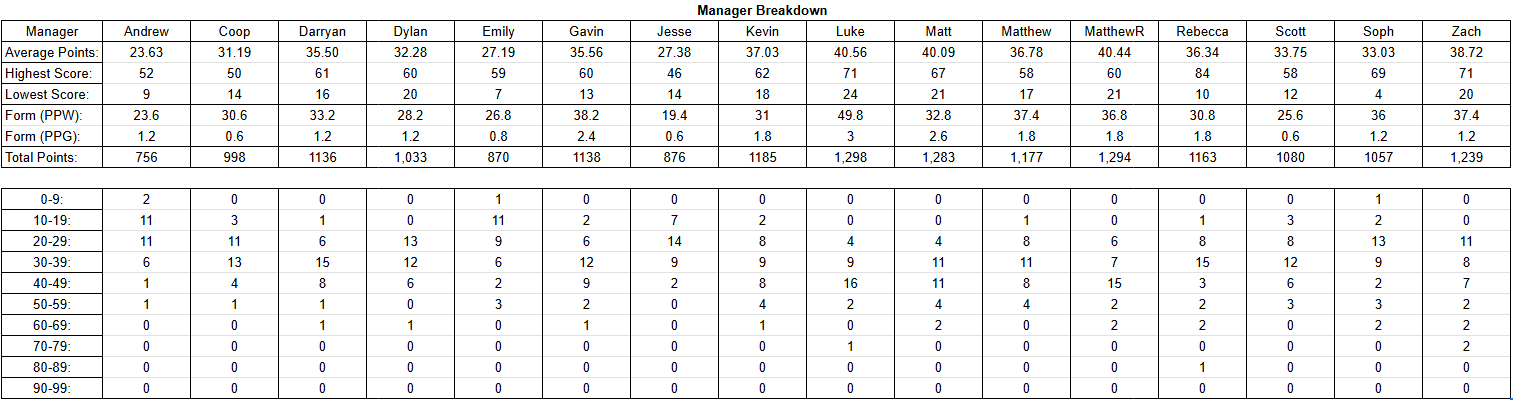 Manager Breakdown
Manager Andrew Coop Darryan Dylan Emily Gavin Jesse Kevin Luke Matt Matthew MatthewR Rebecca Scott Soph Zach
Average Points: 23.63 31.19 35.50 32.28 27.19 35.56 27.38 37.03 40.56 40.09 36.78 40.44 36.34 33.75 33.03 38.72
Highest Score: 52 50 61 60 59 60 46 62 71 67 58 60 84 58 69 71
Lowest Score: 9 14 16 20 7 13 14 18 24 21 17 21 10 12 4 20
Form (PPW): 23.6 30.6 33.2 28.2 26.8 38.2 19.4 31 49.8 32.8 37.4 36.8 30.8 25.6 36 37.4
Form (PPG): 1.2 0.6 1.2 1.2 0.8 2.4 0.6 1.8 3 2.6 1.8 1.8 1.8 0.6 1.2 1.2
Total Points: 756 998 1136 1,033 870 1138 876 1185 1,298 1,283 1,177 1,294 1163 1080 1057 1,239
0-9: 2 0 0 0 1 0 0 0 0 0 0 0 0 0 1 0
10-19: 11 3 1 0 11 2 7 2 0 0 1 0 1 3 2 0
20-29: 11 11 6 13 9 6 14 8 4 4 8 6 8 8 13 11
30-39: 6 13 15 12 6 12 9 9 9 11 11 7 15 12 9 8
40-49: 1 4 8 6 2 9 2 8 16 11 8 15 3 6 2 7
50-59: 1 1 1 0 3 2 0 4 2 4 4 2 2 3 3 2
60-69: 0 0 1 1 0 1 0 1 0 2 0 2 2 0 2 2
70-79: 0 0 0 0 0 0 0 0 1 0 0 0 0 0 0 2
80-89: 0 0 0 0 0 0 0 0 0 0 0 0 1 0 0 0
90-99: 0 0 0 0 0 0 0 0 0 0 0 0 0 0 0 0